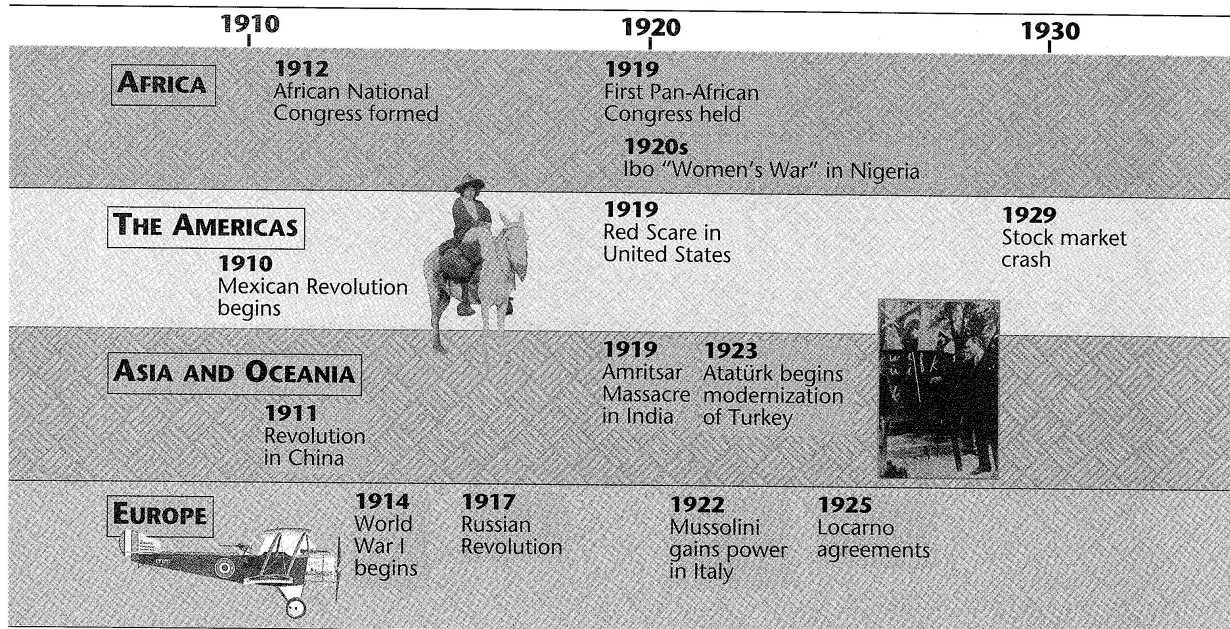 1910
1920
1930
AFRICA
1912
African National
Congress formed
1919
First Pan-African
Congress held
1920s
Ibo "Women's War" in Nigeria
THE AMERICAS
1910
Mexican Revolution
begins
1919
Red Scare in
United States
1929
Stock market
crash
ASIA AND OCEANIA
1911
Revolution
in China
1919
Amritsar
Massacre
in India
1923
Atatürk begins
modernization
of Turkey
EUROPE
1914
World
War I
begins
1917
Russian
Revolution
1922
Mussolini
gains power
in Italy
1925
Locarno
agreements